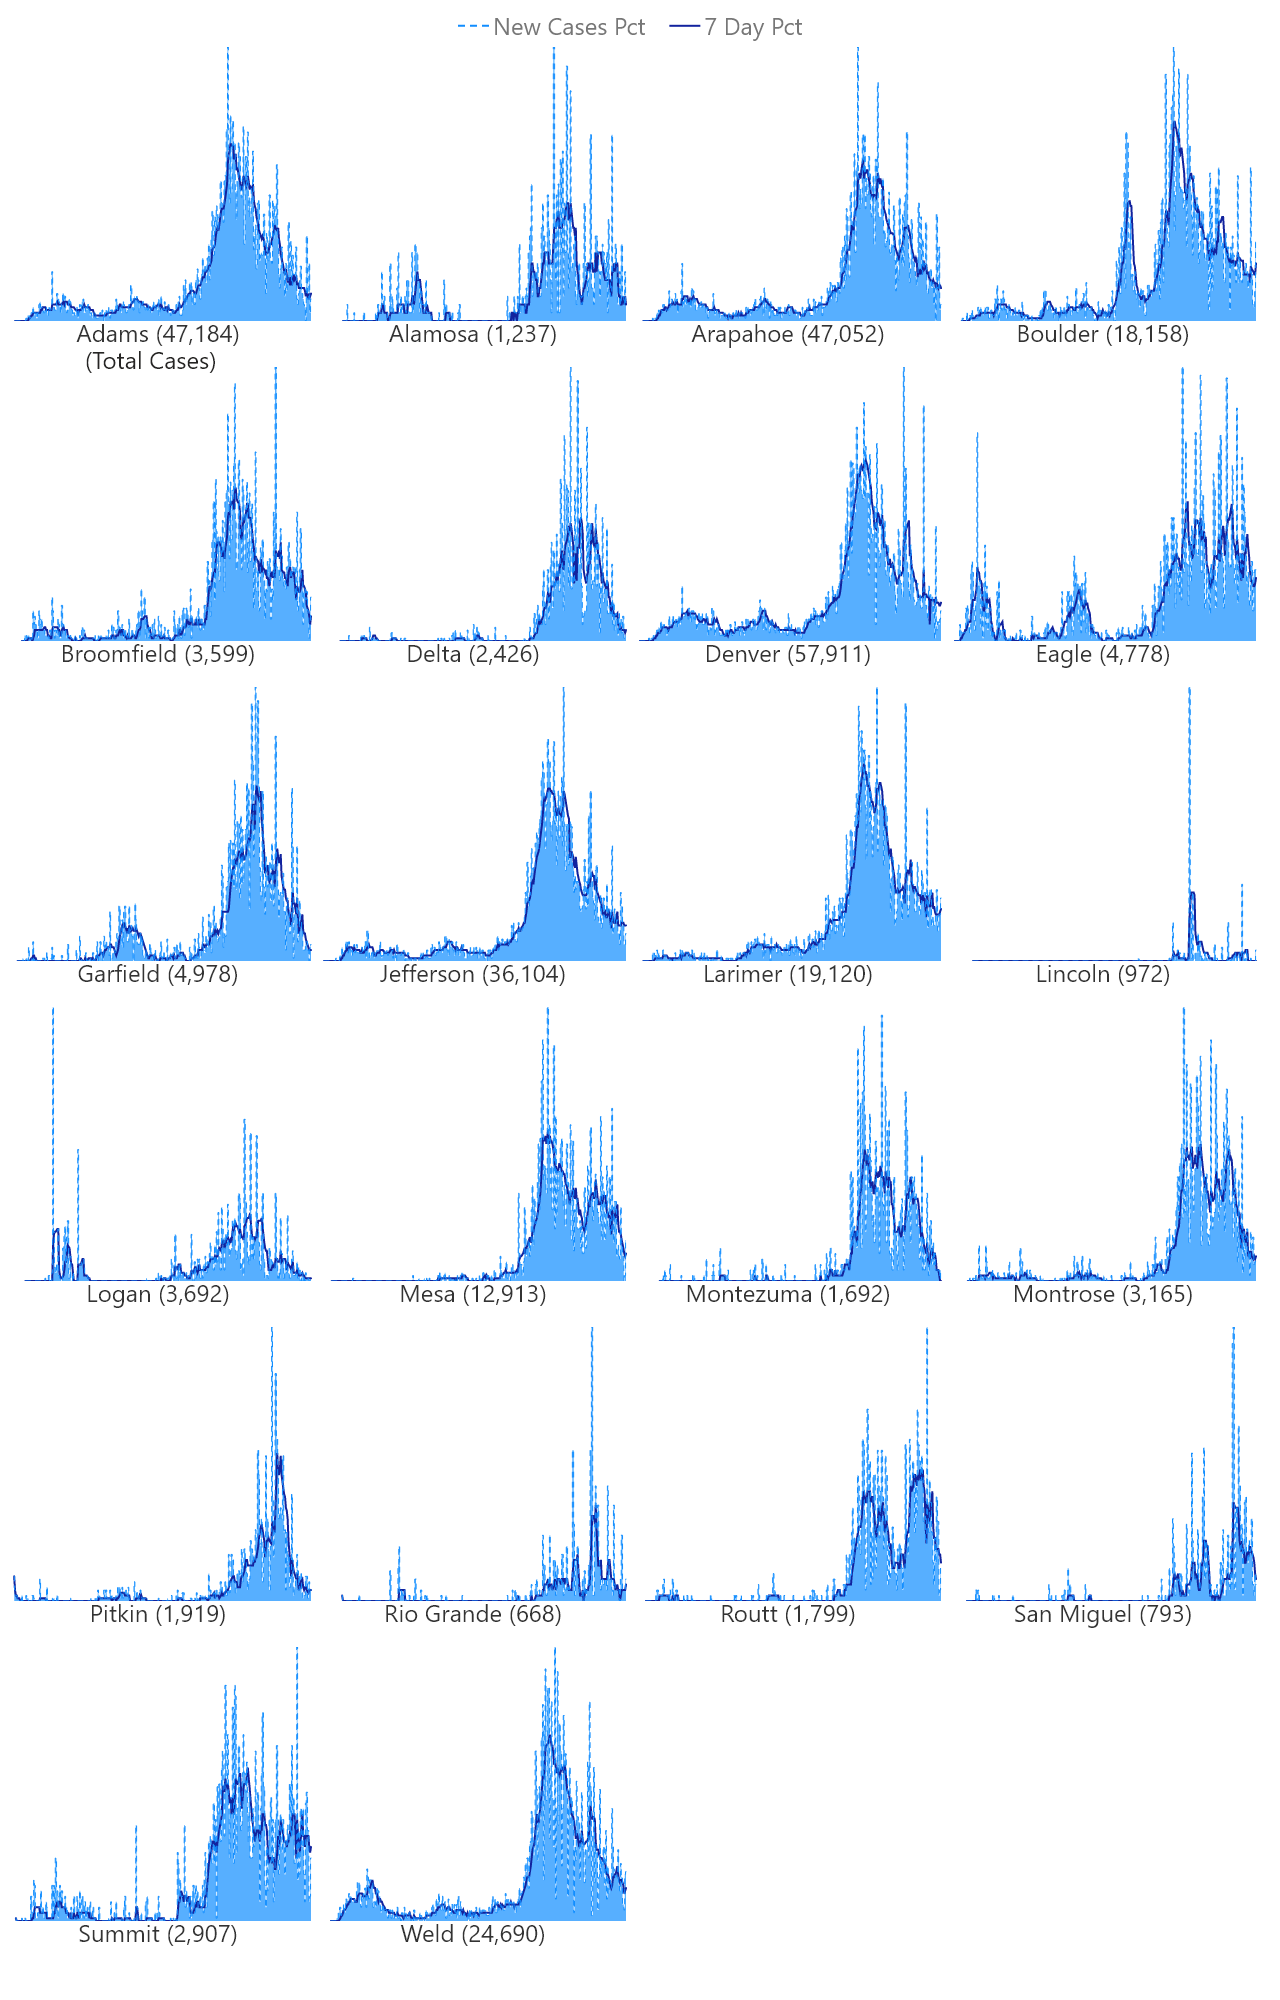 New Cases Pct 7 Day Pct
Adams (47,184) Alamosa (1,237) Arapahoe (47,052) Boulder (18,158)
(Total Cases)
Broomfield (3,599) Delta (2,426) Denver (57,911) Eagle (4,778)
Garfield (4,978) Jefferson (36,104) Larimer (19,120) Lincoln (972)
Logan (3,692) Mesa (12,913) Montezuma (1,692) Montrose (3,165)
Pitkin (1,919) Rio Grande (668) Routt (1,799) San Miguel (793)
Summit (2,907) Weld (24,690)